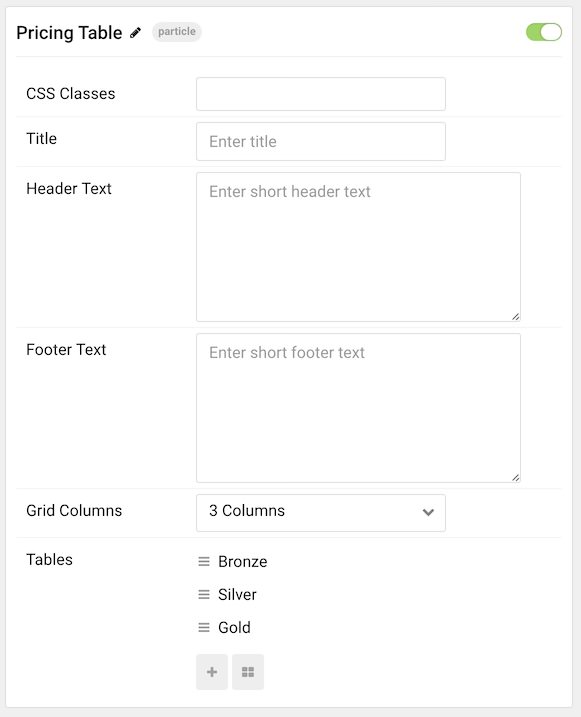 Pricing Table particle
CSS Classes
Title Enter title
Header Text Enter short header text
Footer Text Enter short footer text
Grid Columns 3 Columns
Tables Bronze
Silver
Gold